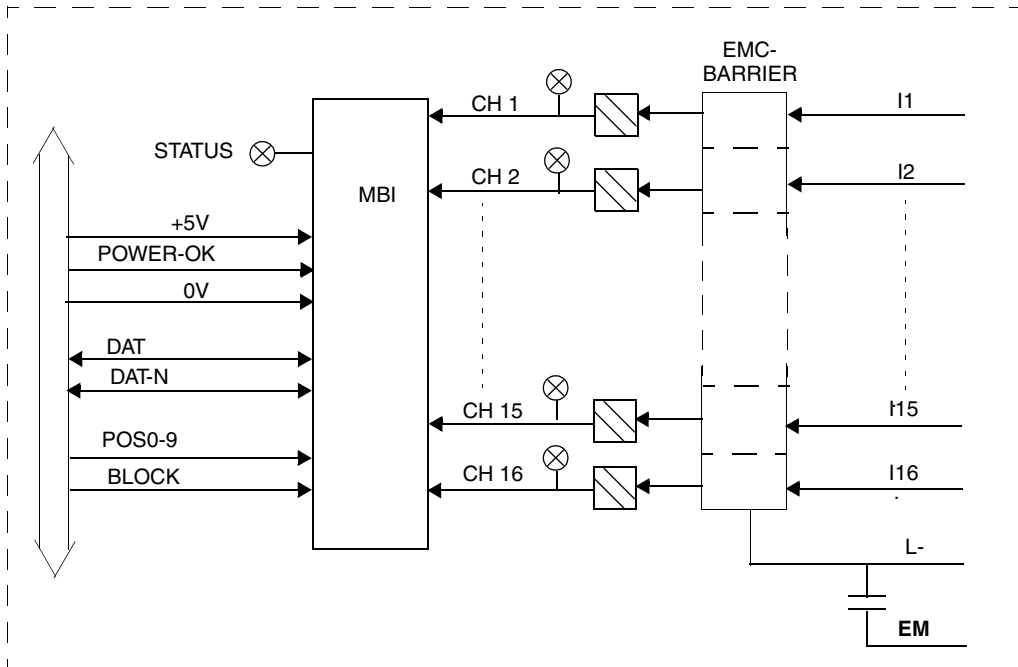 EMC-
BARRIER
I1
CH 1
STATUS
I2
CH 2
MBI
+5V
POWER-OK
0V
DAT
DAT-N
CH 15
I15
POS0-9
BLOCK
CH 16
I16
L-
EM